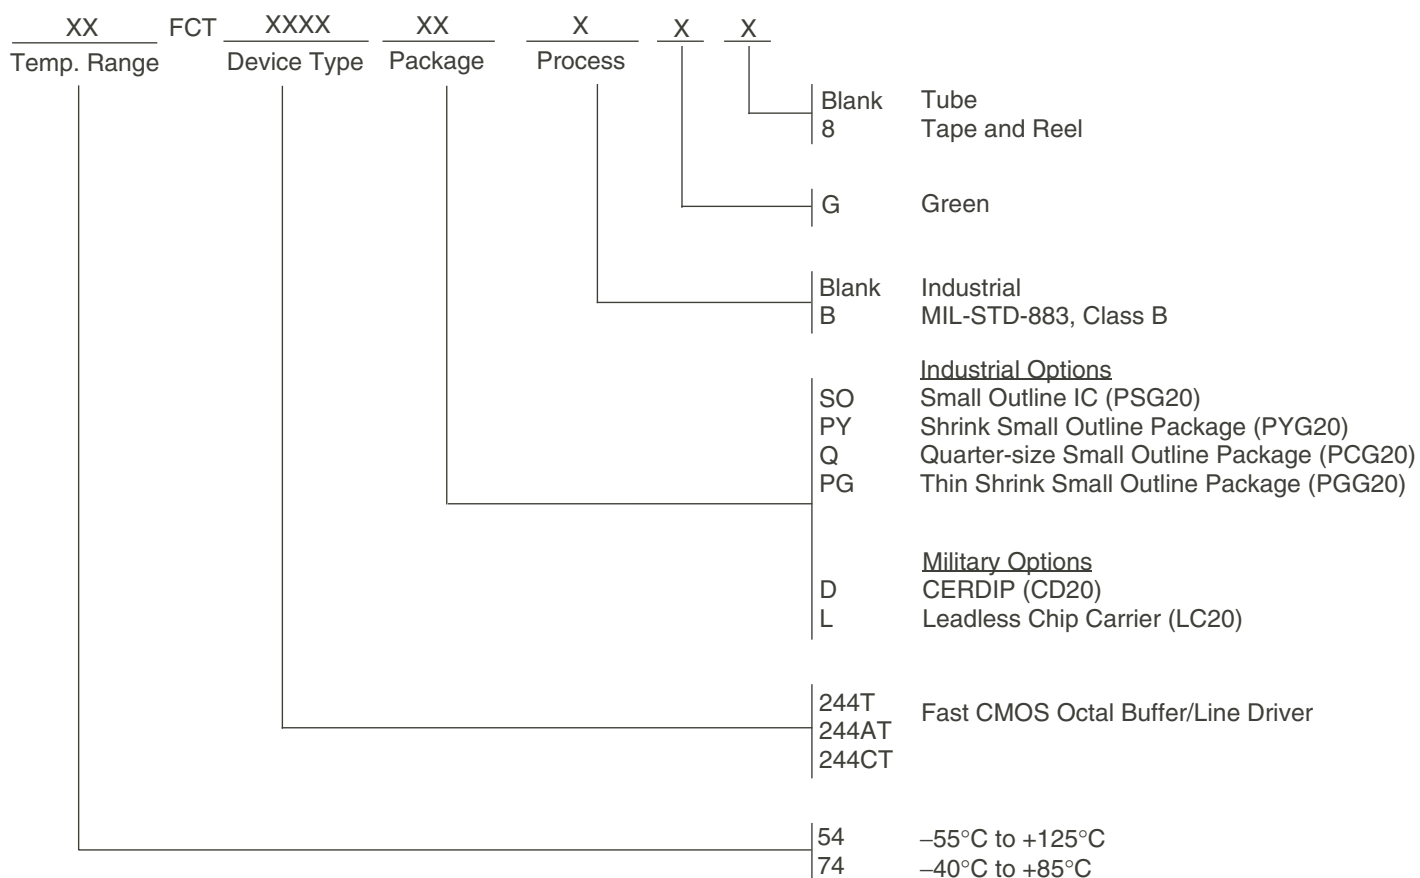 XX FCT XXXX XX X X X
Temp. Range Device Type Package Process
Blank Tube
8 Tape and Reel
G Green
Blank Industrial
B MIL-STD-883, Class B
Industrial Options
SO Small Outline IC (PSG20)
PY Shrink Small Outline Package (PYG20)
Q Quarter-size Small Outline Package (PCG20)
PG Thin Shrink Small Outline Package (PGG20)
Military Options
D CERDIP (CD20)
L Leadless Chip Carrier (LC20)
244T Fast CMOS Octal Buffer/Line Driver
244AT
244CT
54 –55°C to +125°C
74 –40°C to +85°C